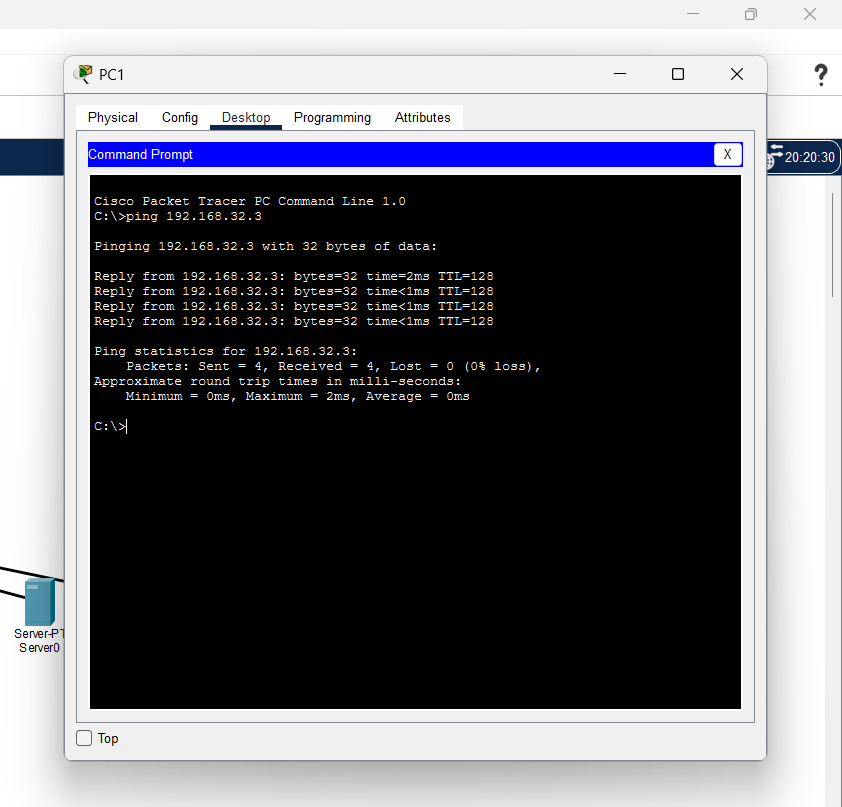 PC1
?
Physical Config Desktop Programming Attributes
Command Prompt
X
20:20:30
Cisco Packet Tracer PC Command Line 1.0
C:\>ping 192.168.32.3
Pinging 192.168.32.3 with 32 bytes of data:
Reply from 192.168.32.3: bytes=32 time=2ms TTL=128
Reply from 192.168.32.3: bytes=32 time<1ms TTL=128
Reply from 192.168.32.3: bytes=32 time<1ms TTL=128
Reply from 192.168.32.3: bytes=32 time<1ms TTL=128
Ping statistics for 192.168.32.3:
Packets: Sent = 4, Received = 4, Lost = 0 (0% loss),
Approximate round trip times in milli-seconds:
Minimum = 0ms, Maximum = 2ms, Average = 0ms
C:\>
Server-PT
Server0
Top